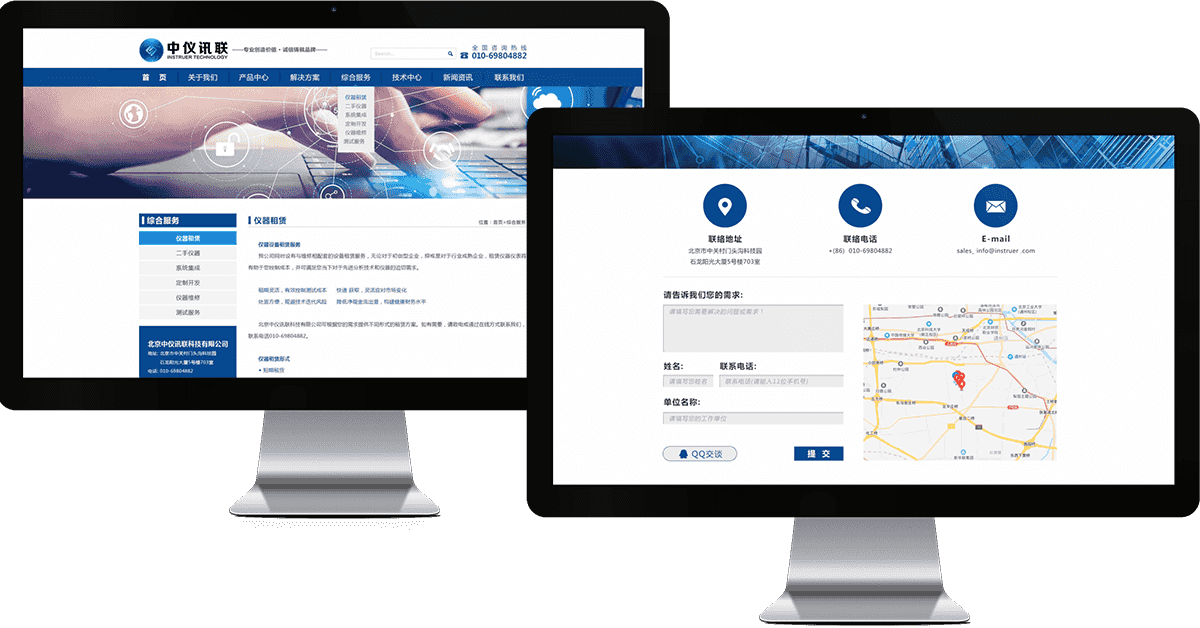 中仪讯联
INSTRUER TECHNOLOGY
——专业创造价值·诚信铸就品牌——
Search...
全国咨询热线
010-69804882
首 页 关于我们 产品中心 解决方案 综合服务 技术中心 新闻资讯 联系我们
仪器租赁
二手仪器
系统集成
定制开发
仪器维修
测试服务
综合服务
仪器租赁
二手仪器
系统集成
定制开发
仪器维修
测试服务
北京中仪讯联科技有限公司
地址: 北京市中关村门头沟科技园
石龙阳光大厦5号楼703室
电话: 010-69804882
仪器租赁
位置：首页>综合服务
仪器设备租赁服务
我公司同时设有与维修相配套的设备租赁服务，无论对于初创型企业，抑或是对于行业成熟企业，租赁仪器仪表将
有助于您控制成本，并可满足您当下对于先进分析技术和仪器的迫切需求。
租期灵活，有效控制测试成本 快速获取，灵活应对市场变化
处置方便，规避技术迭代风险 降低净现金流出量，构建健康财务水平
北京中仪讯联科技有限公司可根据您的需求提供不同形式的租赁方案。如有需要，请致电或通过在线方式联系我们，
联系电话010-69804882。
仪器租赁形式
• 短期租赁
联络地址
北京市中关村门头沟科技园
石龙阳光大厦5号楼703室
联络电话
+(86) 010-69804882
E-mail
sales_info@instruer.com
请告诉我们您的需求:
请填写您需要解决的问题或需求！
姓名:
请填写您姓名
联系电话:
联系电话(请输入11位手机号)
单位名称:
请填写您的工作单位
QQ交谈
提 交